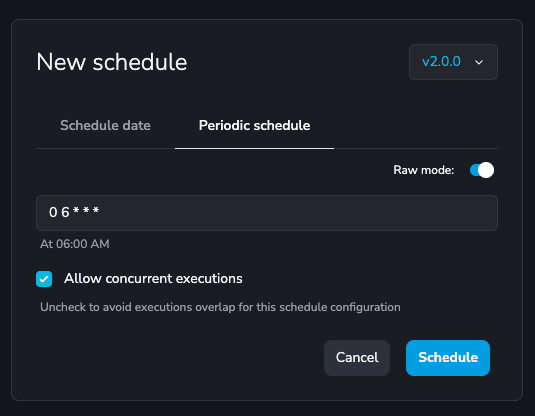 New schedule
v2.0.0
Schedule date
Periodic schedule
Raw mode:
0 6 * * *
At 06:00 AM
Allow concurrent executions
Uncheck to avoid executions overlap for this schedule configuration
Cancel
Schedule